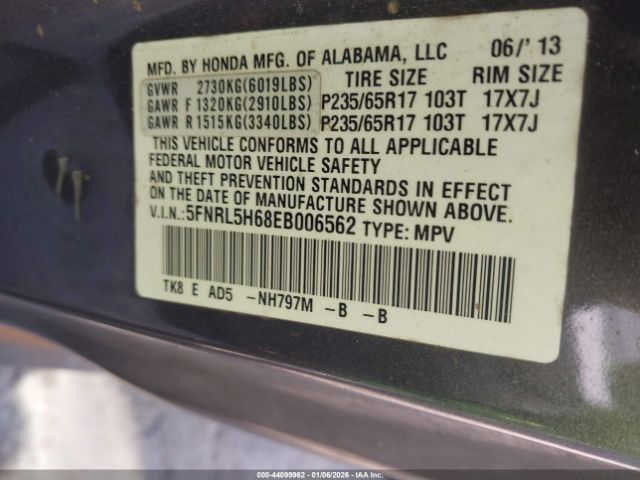 MFD. BY HONDA MFG. OF ALABAMA, LLC 06/'13
GVWR 2730KG(6019LBS) TIRE SIZE RIM SIZE
GAWR F 1320KG(2910LBS) P235/65R17 103T 17X7J
GAWR R 1515KG(3340LBS) P235/65R17 103T 17X7J
THIS VEHICLE CONFORMS TO ALL APPLICABLE
FEDERAL MOTOR VEHICLE SAFETY
AND THEFT PREVENTION STANDARDS IN EFFECT
ON THE DATE OF MANUFACTURE SHOWN ABOVE.
V.I.N.:5FNRL5H68EB006562 TYPE: MPV
TK8 E AD5 -NH797M -B -B
000-44099962 | 01/06/2026 - IAA Inc.